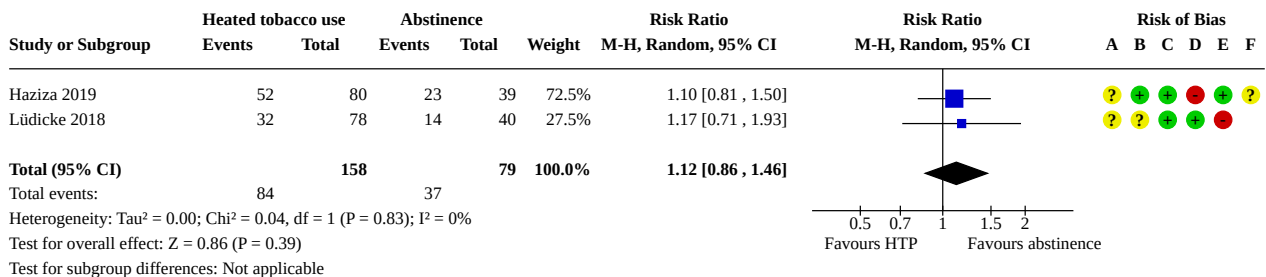 Heated tobacco use Abstinence Risk Ratio Risk Ratio Risk of Bias
Study or Subgroup Events Total Events Total Weight M-H, Random, 95% CI M-H, Random, 95% CI A B C D E F
Haziza 2019 52 80 23 39 72.5% 1.10 [0.81 , 1.50] ? + + - + ?
Lüdicke 2018 32 78 14 40 27.5% 1.17 [0.71 , 1.93] ? ? + + -
Total (95% CI) 158 79 100.0% 1.12 [0.86 , 1.46]
Total events: 84 37
Heterogeneity: Tau² = 0.00; Chi² = 0.04, df = 1 (P = 0.83); I² = 0%
0.5 0.7 1 1.5 2
Test for overall effect: Z = 0.86 (P = 0.39) Favours HTP Favours abstinence
Test for subgroup differences: Not applicable